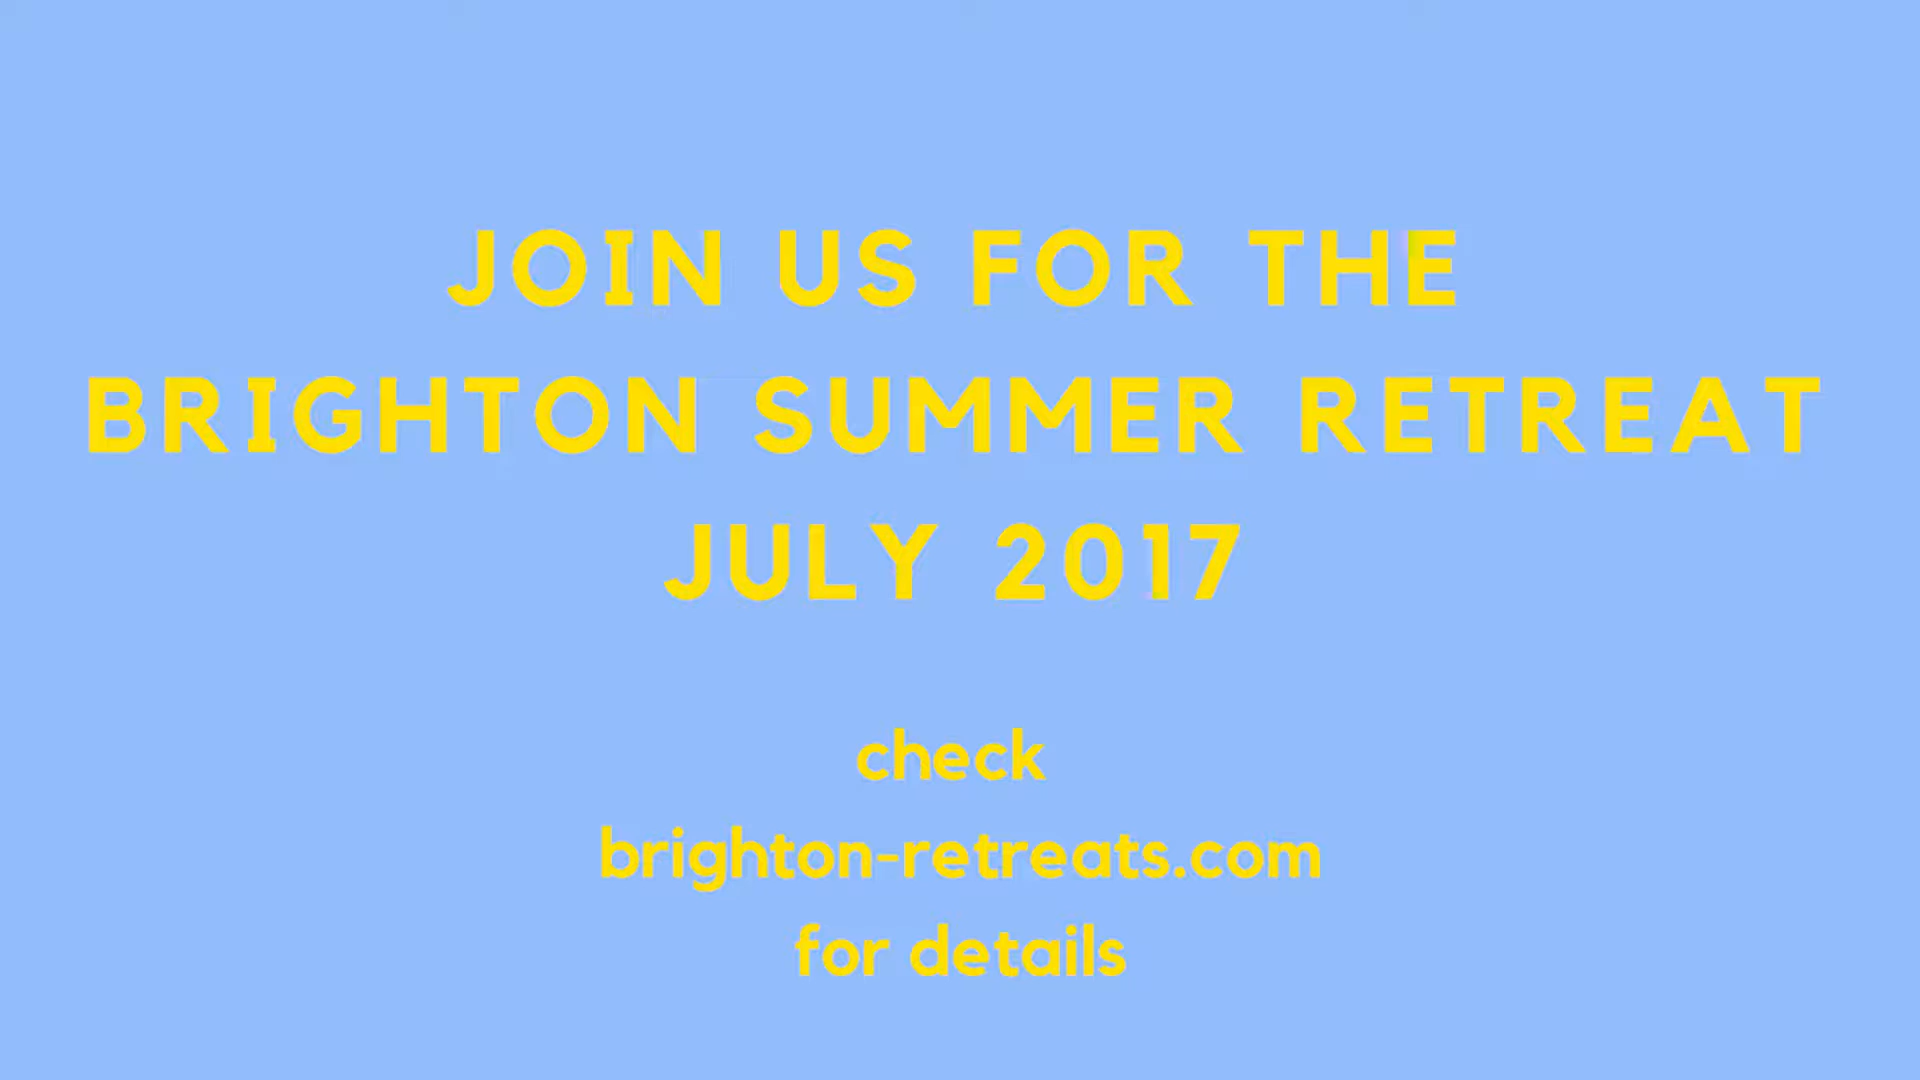 JOIN US FOR THE
BRIGHTON SUMMER RETREAT
JULY 2017
check
brighton-retreats.com
for details